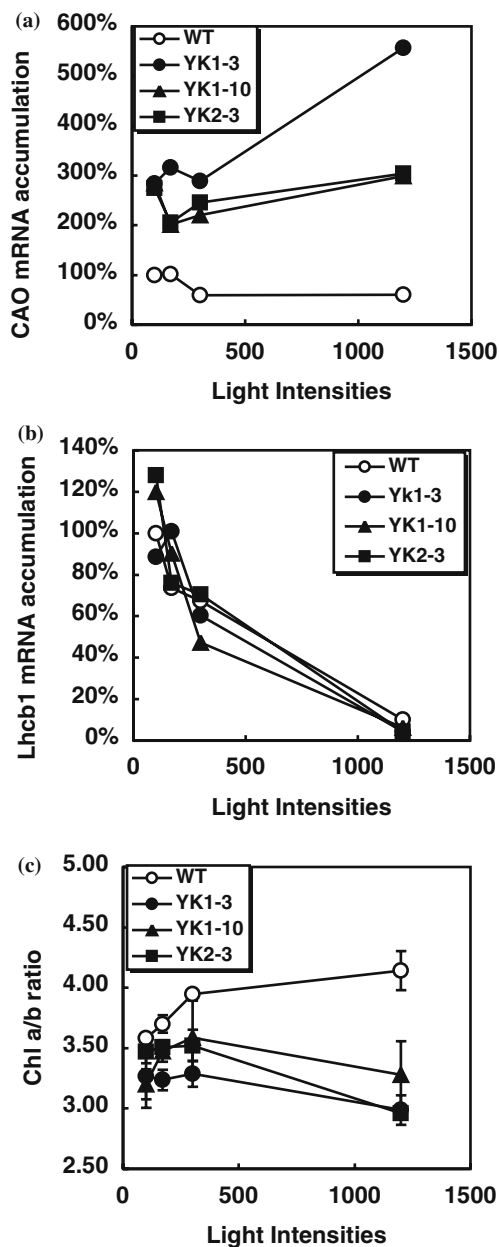 (a)
600%
500%
400%
300%
200%
100%
0%
CAO mRNA accumulation
WT
YK1-3
YK1-10
YK2-3
0
500
1000
1500
Light Intensities
(b)
140%
120%
100%
80%
60%
40%
20%
0%
Lhcb1 mRNA accumulation
WT
Yk1-3
YK1-10
YK2-3
0
500
1000
1500
Light Intensities
(c)
5.00
4.50
4.00
3.50
3.00
2.50
Chl a/b ratio
WT
YK1-3
YK1-10
YK2-3
0
500
1000
1500
Light Intensities